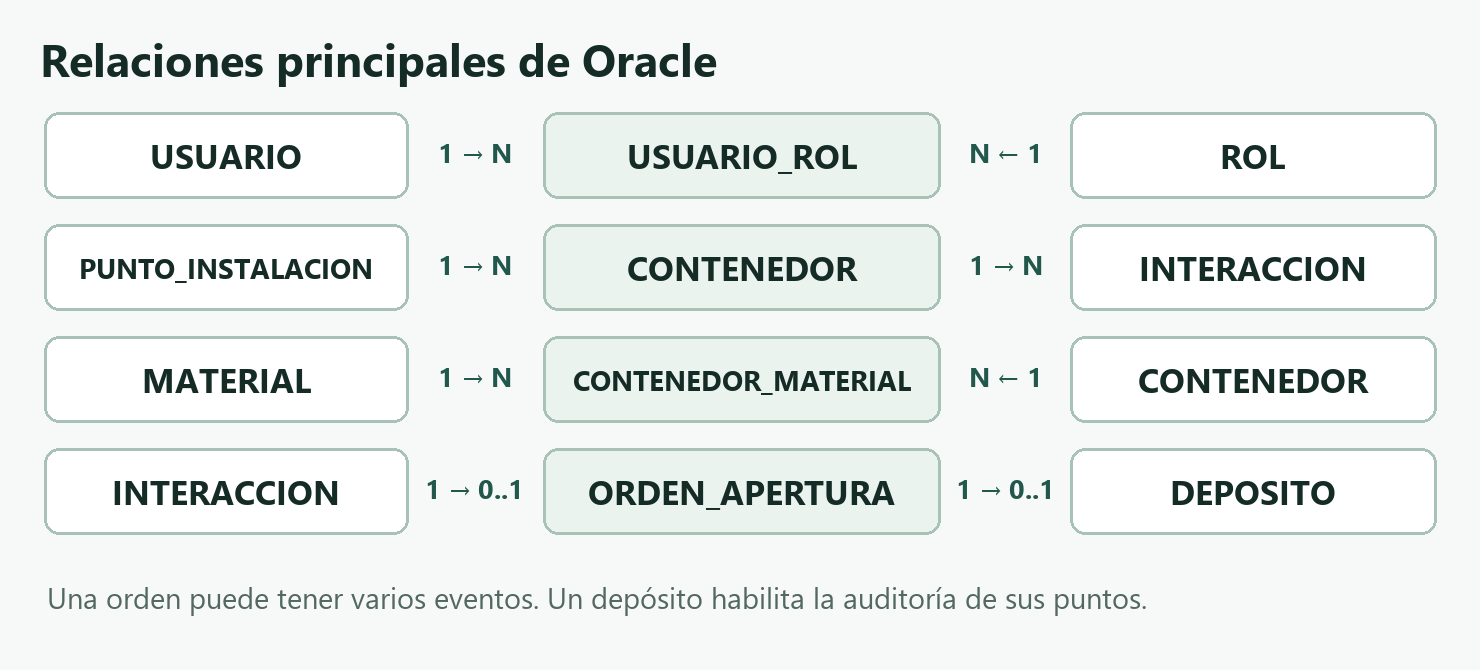 Relaciones principales de Oracle
USUARIO 1 → N USUARIO_ROL N ← 1 ROL
PUNTO_INSTALACION 1 → N CONTENEDOR 1 → N INTERACCION
MATERIAL 1 → N CONTENEDOR_MATERIAL N ← 1 CONTENEDOR
INTERACCION 1 → 0..1 ORDEN_APERTURA 1 → 0..1 DEPOSITO
Una orden puede tener varios eventos. Un depósito habilita la auditoría de sus puntos.